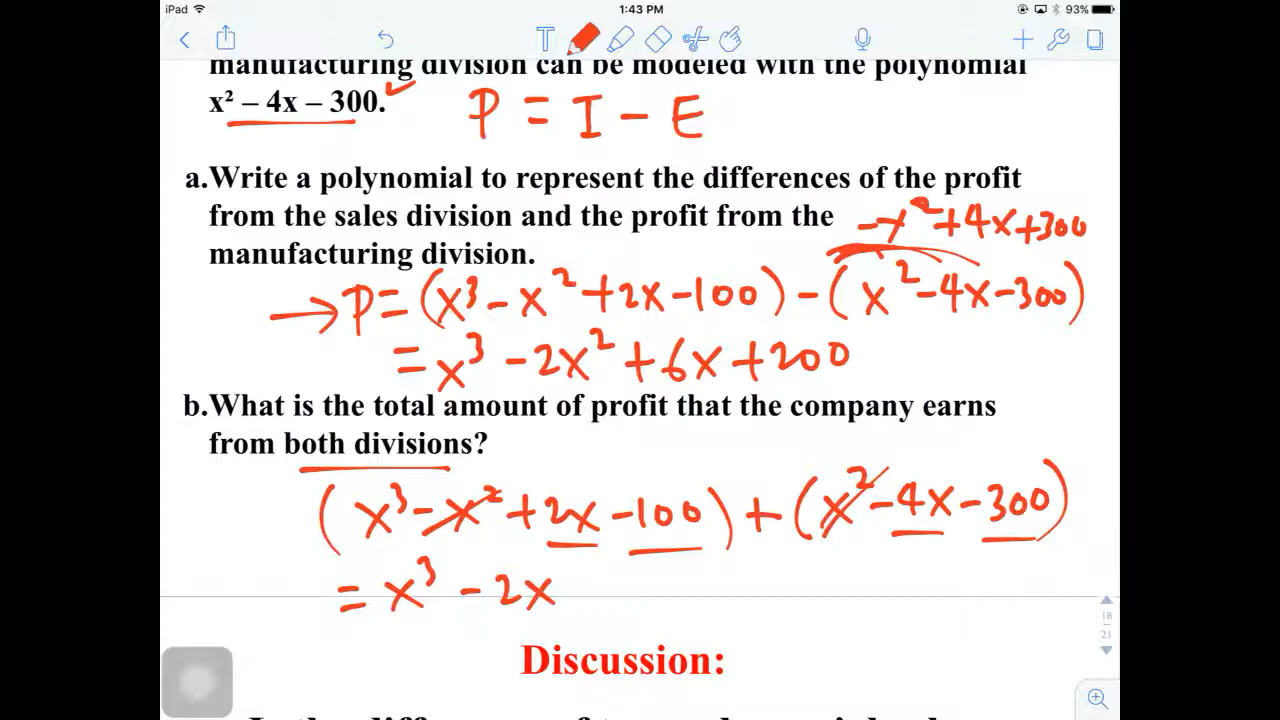 iPad 1:43 PM 93%
manufacturing division can be modeled with the polynomial
x² – 4x – 300.
P = I - E
a.Write a polynomial to represent the differences of the profit
from the sales division and the profit from the
-x²+4x+300
manufacturing division.
→ P=(x³-x²+2x-100)-(x²-4x-300)
=x³-2x²+6x+200
b.What is the total amount of profit that the company earns
from both divisions?
(x³-x²+2x-100)+(x²-4x-300)
=x³-2x
18
21
Discussion: